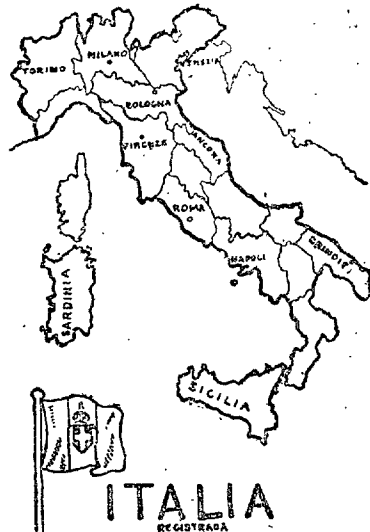 MILANO
TORINO
VENEZIA
BOLOGNA
FIRENZE
ANCONA
ROMA
NAPOLI
BRINDISI
SARDINIA
SICILIA
ITALIA
REGISTRADA